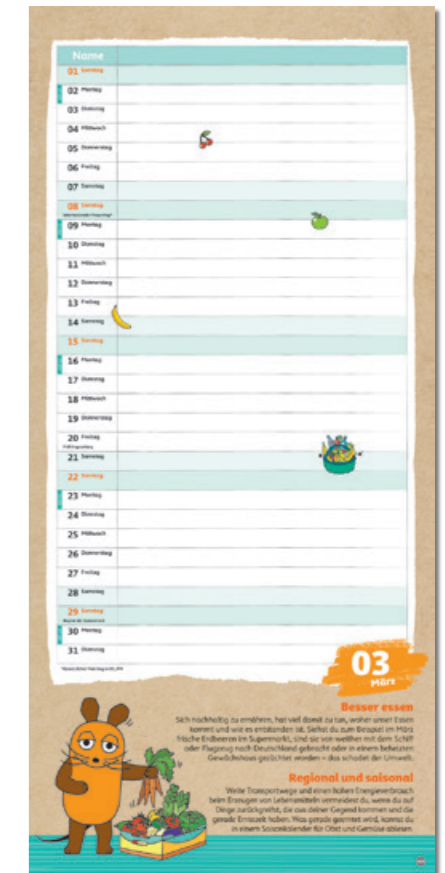 Name
01 Sonntag
02 Montag
03 Dienstag
04 Mittwoch
05 Donnerstag
06 Freitag
07 Samstag
08 Sonntag
09 Montag
10 Dienstag
11 Mittwoch
12 Donnerstag
13 Freitag
14 Samstag
15 Sonntag
16 Montag
17 Dienstag
18 Mittwoch
19 Donnerstag
20 Freitag
21 Samstag
22 Sonntag
23 Montag
24 Dienstag
25 Mittwoch
26 Donnerstag
27 Freitag
28 Samstag
29 Sonntag
Beginn der Sommerzeit
30 Montag
31 Dienstag
03
März
Besser essen
Sich nachhaltig zu ernähren, hat viel damit zu tun, woher unser Essen
kommt und wie es entstanden ist. Siehst du zum Beispiel im März
frische Erdbeeren im Supermarkt, sind sie von weither mit dem Schiff
oder Flugzeug nach Deutschland gebracht oder in einem beheizten
Gewächshaus gezüchtet worden – das schadet der Umwelt.
Regional und saisonal
Weite Transportwege und einen hohen Energieverbrauch
beim Erzeugen von Lebensmitteln vermeidest du, wenn du auf
Dinge zurückgreifst, die aus deiner Gegend kommen und die
gerade Erntezeit haben. Was gerade geerntet wird, kannst du
in einem Saisonkalender für Obst und Gemüse ablesen.